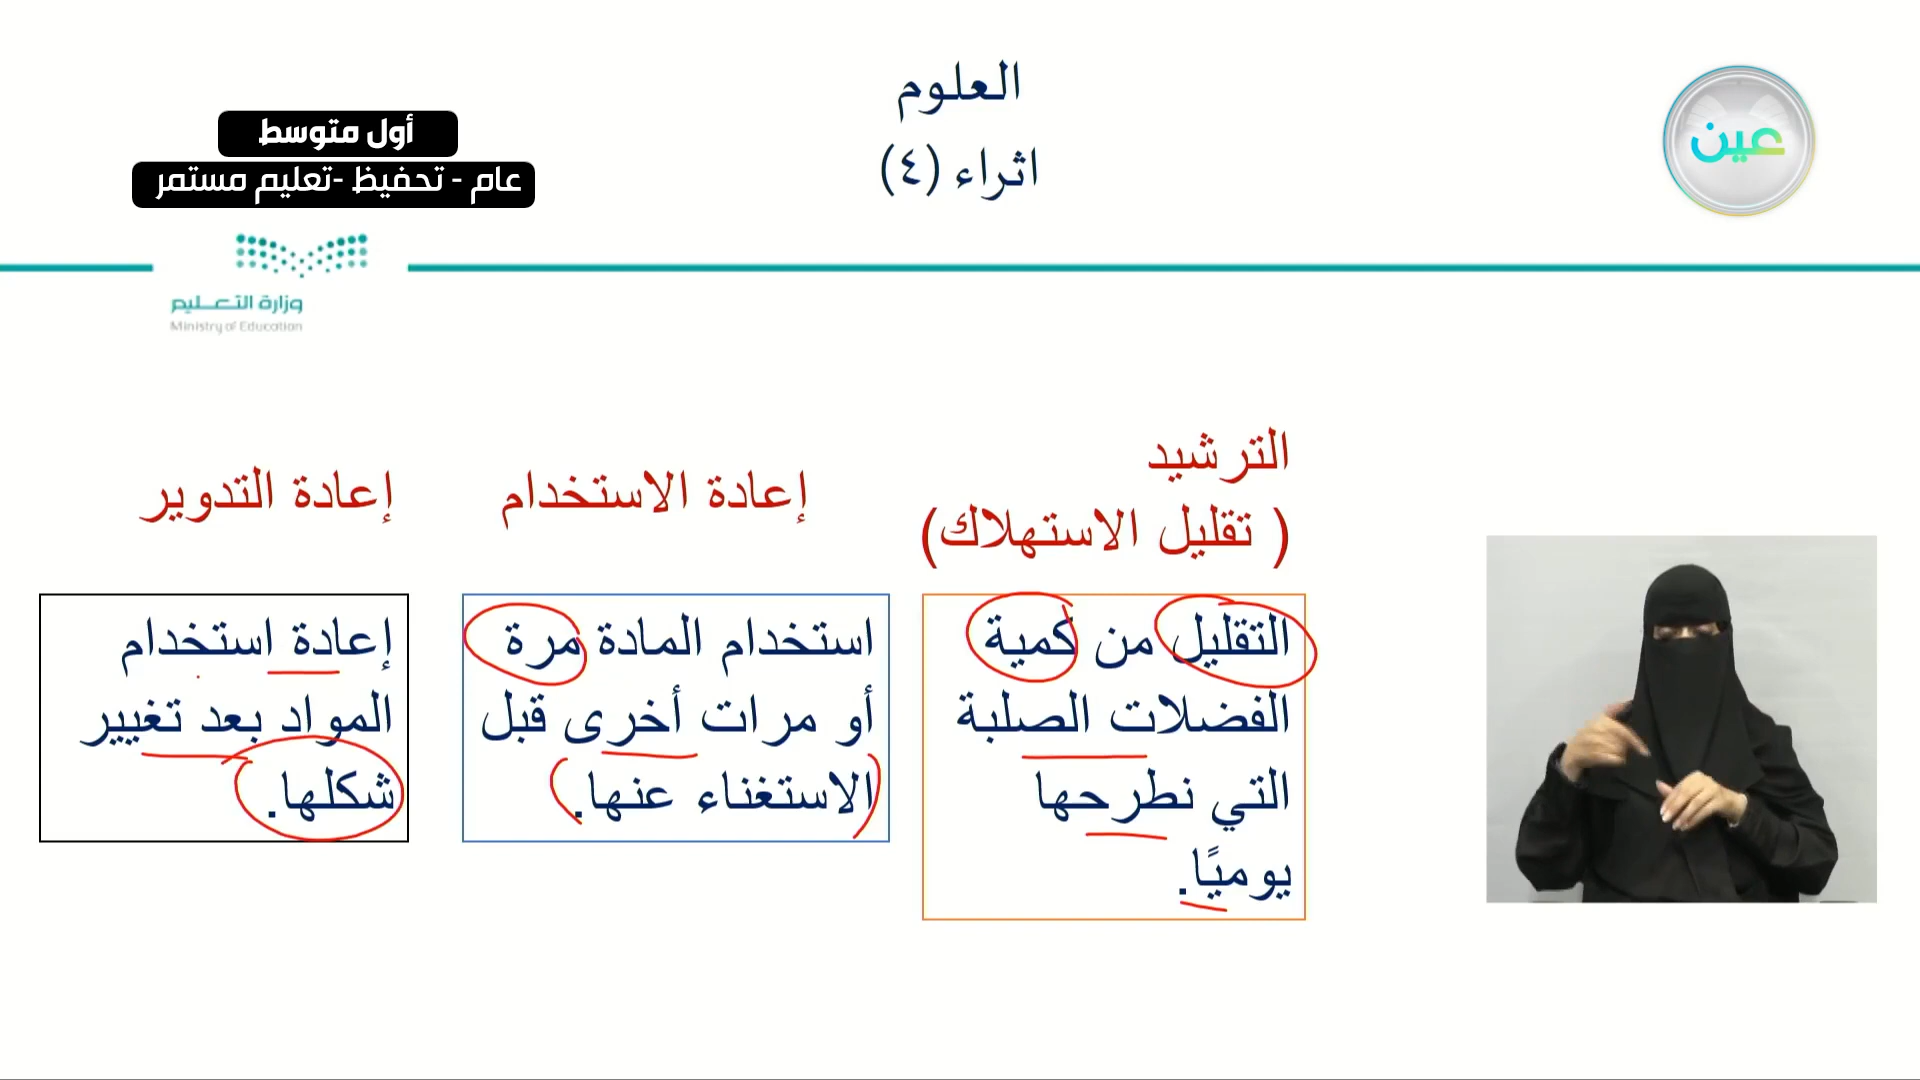 العلوم
اثراء (٤)
عين
أول متوسط
عام - تحفيظ -تعليم مستمر
وزارة التعليم
Ministry of Education
الترشيد
( تقليل الاستهلاك)
التقليل من كمية
الفضلات الصلبة
التي نطرحها
يوميًا.
إعادة الاستخدام
استخدام المادة مرة
أو مرات أخرى قبل
الاستغناء عنها.
إعادة التدوير
إعادة استخدام
المواد بعد تغيير
شكلها.